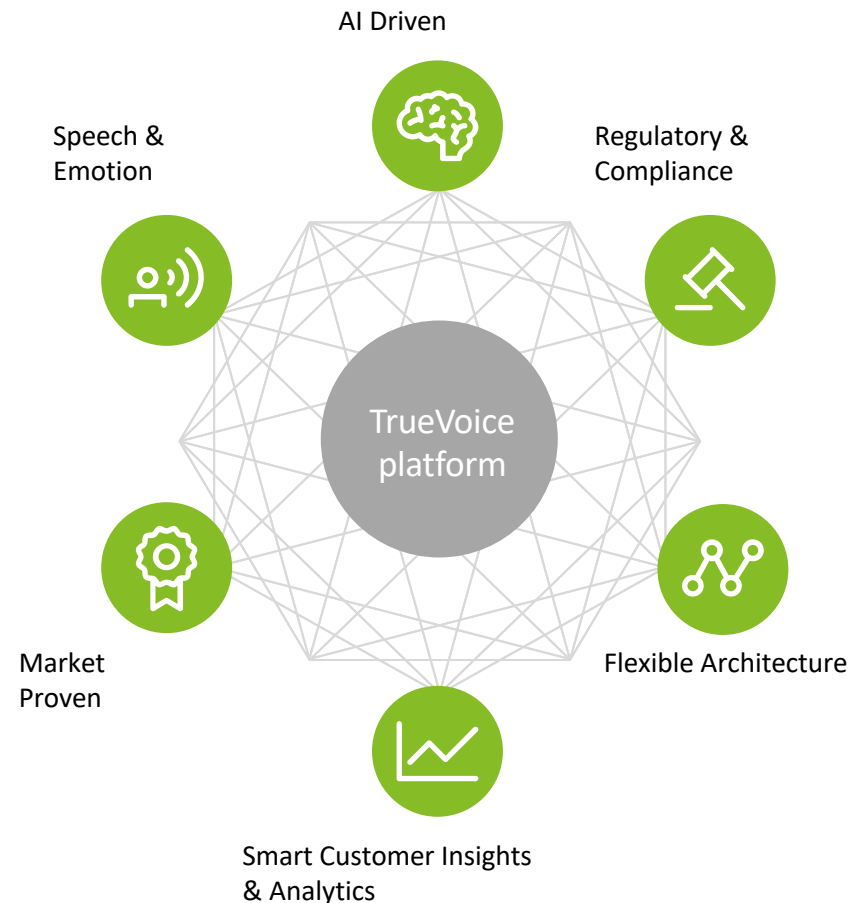 AI Driven
Speech &
Emotion
Regulatory &
Compliance
TrueVoice
platform
Market
Proven
Flexible Architecture
Smart Customer Insights
& Analytics